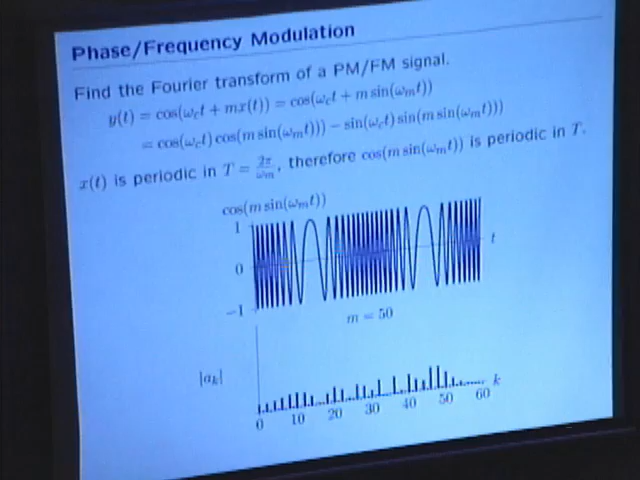 Phase/Frequency Modulation
Find the Fourier transform of a PM/FM signal.
y(t) = cos(ω_c t + mx(t)) = cos(ω_c t + m sin(ω_m t))
= cos(ω_c t) cos(m sin(ω_m t))) − sin(ω_c t) sin(m sin(ω_m t)))
x(t) is periodic in T = 2π/ω_m, therefore cos(m sin(ω_m t)) is periodic in T.
cos(m sin(ω_m t))
1
0
−1
t
m = 50
|a_k|
k
0 10 20 30 40 50 60